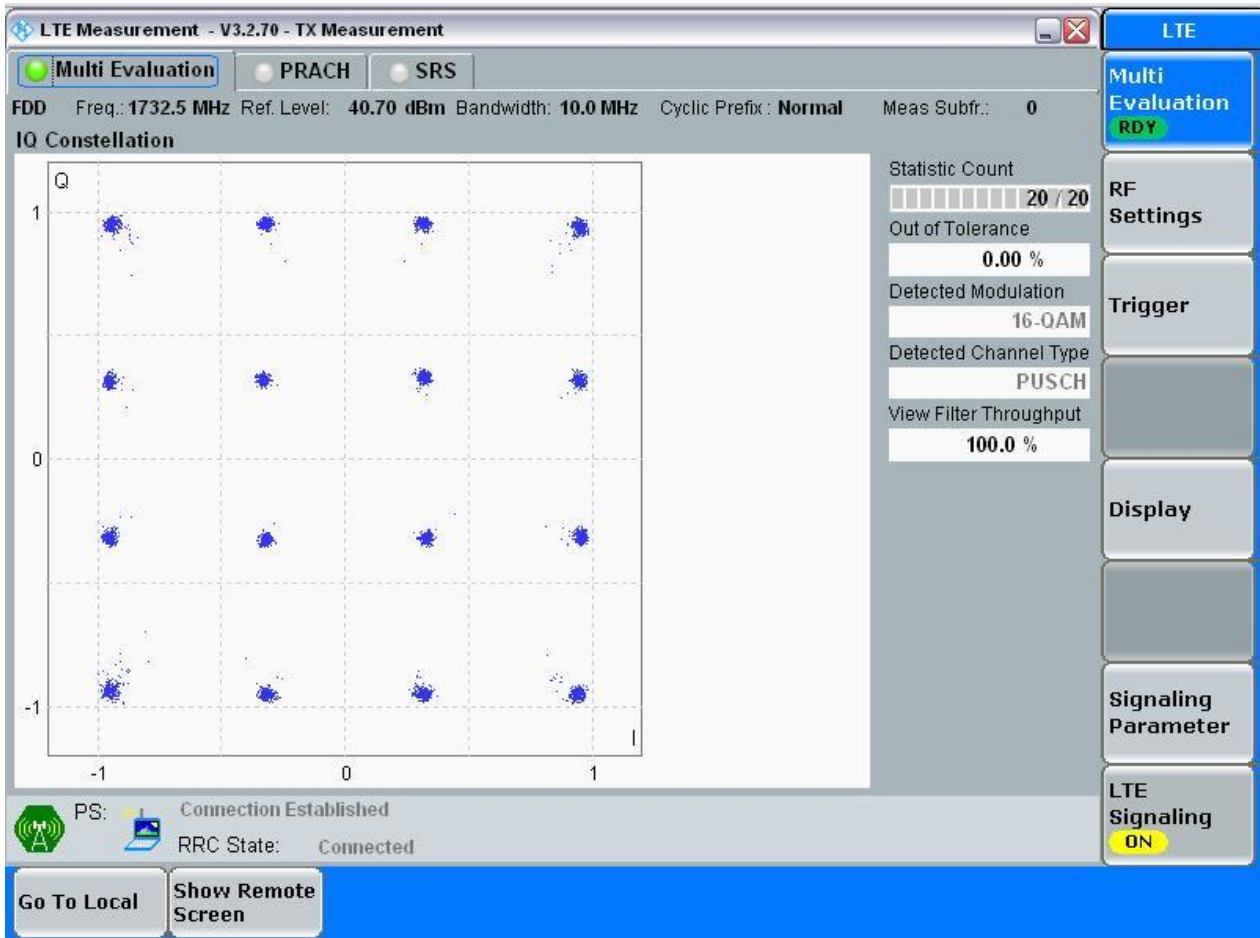 LTE Measurement - V3.2.70 - TX Measurement
LTE
Multi Evaluation PRACH SRS
Multi
Evaluation
RDY
FDD Freq.: 1732.5 MHz Ref. Level: 40.70 dBm Bandwidth: 10.0 MHz Cyclic Prefix : Normal Meas Subfr.: 0
IQ Constellation
Q
1
0
-1
I
-1 0 1
Statistic Count
20 / 20
Out of Tolerance
0.00 %
Detected Modulation
16-QAM
Detected Channel Type
PUSCH
View Filter Throughput
100.0 %
RF
Settings
Trigger
Display
Signaling
Parameter
LTE
Signaling
ON
PS: Connection Established
RRC State: Connected
Go To Local
Show Remote
Screen